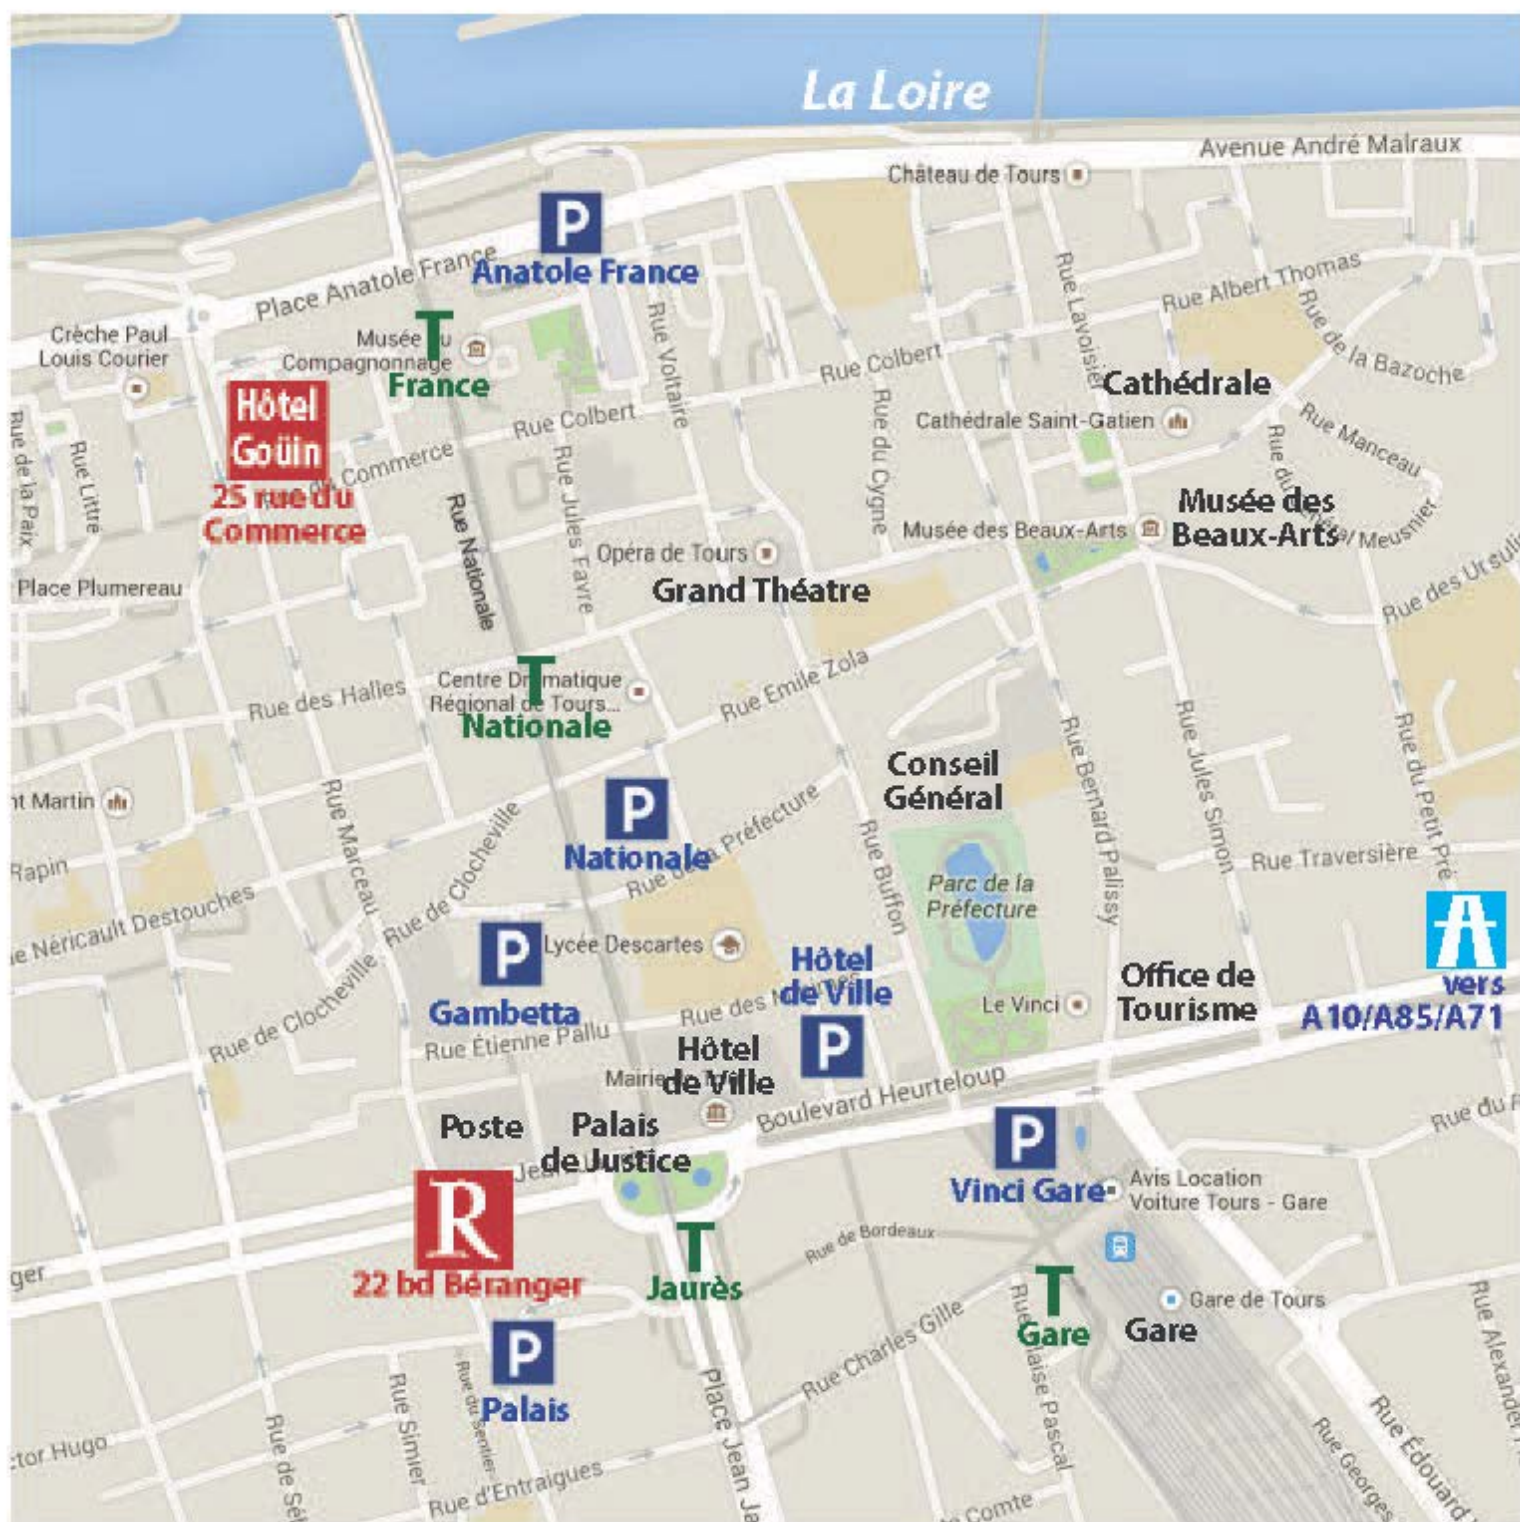 La Loire
Avenue André Malraux
Château de Tours
P
Anatole France
Place Anatole France
Rue Albert Thomas
Rue Lavoisier
Rue de la Bazoche
Crèche Paul
Louis Courier
Musée
Compagnonnage
T
France
Rue Voltaire
Rue Colbert
Cathédrale
Hôtel
Goüin
25 rue du
Commerce
Commerce
Rue Colbert
Rue du Cygne
Cathédrale Saint-Gatien
Rue Manceau
Rue de la Paix
Rue Littré
Rue Nationale
Rue Jules Favre
Musée des
Beaux-Arts
Musée des Beaux-Arts
Meusnier
Opéra de Tours
Grand Théatre
Place Plumereau
Rue des
T
Nationale
Centre
Régional de Tours...
Rue des Halles
Rue Emile Zola
Conseil
Général
Rue Bernard Palissy
Rue Jules Simon
Rue du Petit Pré
P
Nationale
Martin
Rue Marceau
Rue de Clocheville
Préfecture
Rapin
Rue Buffon
Rue Traversière
Parc de la
Préfecture
Néricault Destouches
P
Gambetta
Lycée Descartes
Hôtel
de Ville
P
Le Vinci
Office de
Tourisme
vers
A10/A85/A71
Rue de Clocheville
Rue Étienne Pallu
Rue des
Hôtel
de Ville
Boulevard Heurteloup
Poste
Palais
de Justice
R
22 bd Béranger
P
Vinci Gare
Avis Location
Voiture Tours - Gare
Rue de Bordeaux
T
Jaurès
T
Gare
Gare de Tours
Gare
Rue Charles Gille
P
Palais
Rue Simier
Rue du Sentier
Rue d'Entraigues
Place Jean
Pascal
Rue Édouard
Rue Georges
Hugo
Rue de
Comte